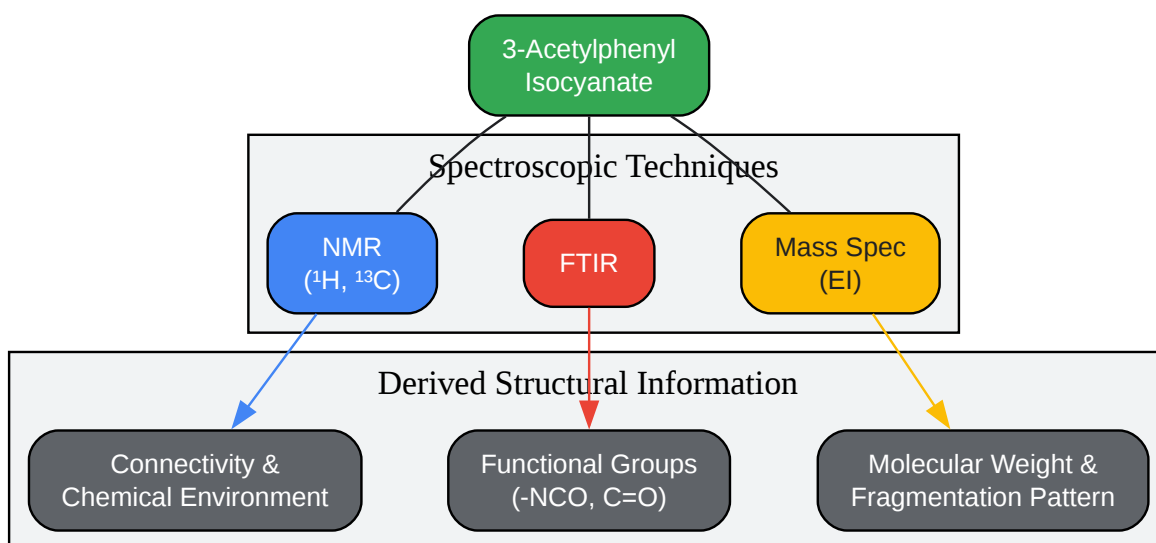 3-Acetylphenyl
Isocyanate
Spectroscopic Techniques
NMR
(¹H, ¹³C)
FTIR
Mass Spec
(EI)
Derived Structural Information
Connectivity &
Chemical Environment
Functional Groups
(-NCO, C=O)
Molecular Weight &
Fragmentation Pattern